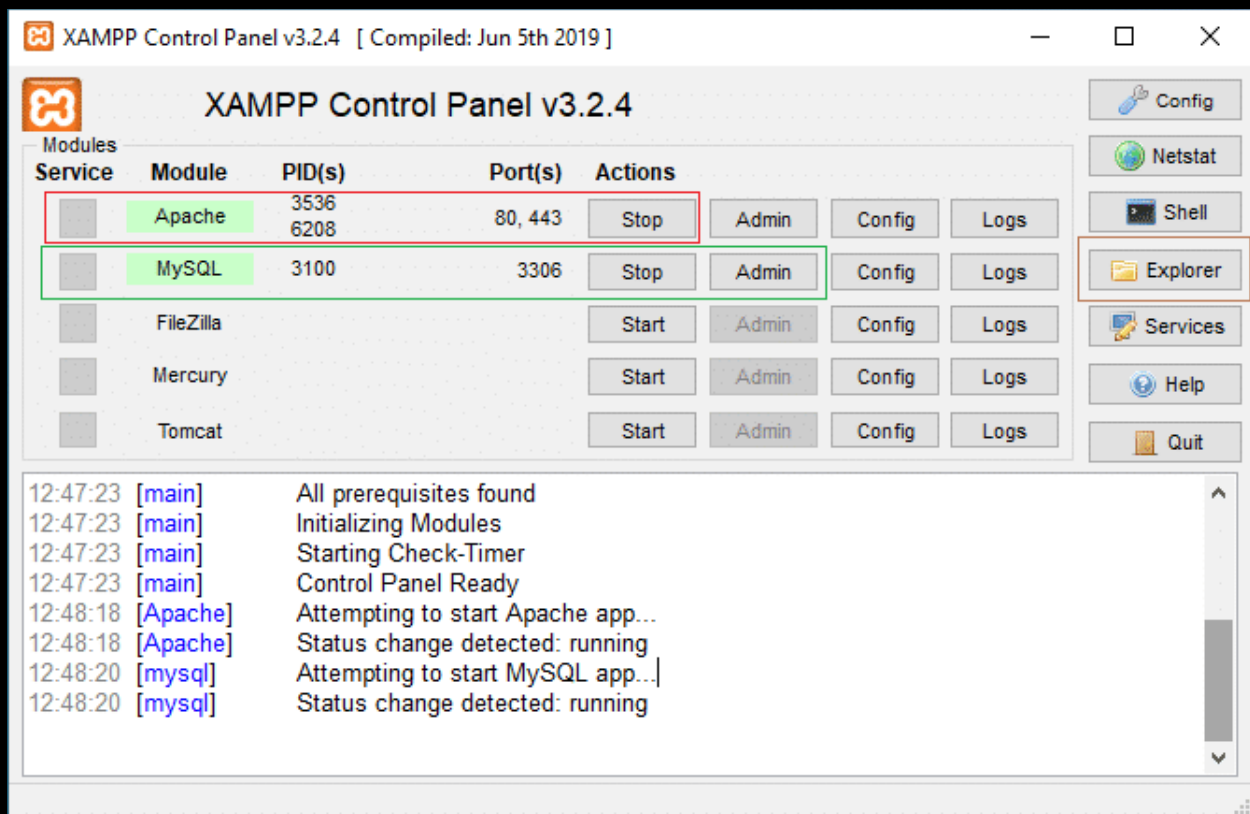 XAMPP Control Panel v3.2.4 [ Compiled: Jun 5th 2019 ]
XAMPP Control Panel v3.2.4
Config
Modules
Service Module PID(s) Port(s) Actions
Netstat
Apache 3536 6208 80, 443 Stop Admin Config Logs
Shell
MySQL 3100 3306 Stop Admin Config Logs
Explorer
FileZilla Start Admin Config Logs
Services
Mercury Start Admin Config Logs
Help
Tomcat Start Admin Config Logs
Quit
12:47:23 [main] All prerequisites found
12:47:23 [main] Initializing Modules
12:47:23 [main] Starting Check-Timer
12:47:23 [main] Control Panel Ready
12:48:18 [Apache] Attempting to start Apache app...
12:48:18 [Apache] Status change detected: running
12:48:20 [mysql] Attempting to start MySQL app...
12:48:20 [mysql] Status change detected: running